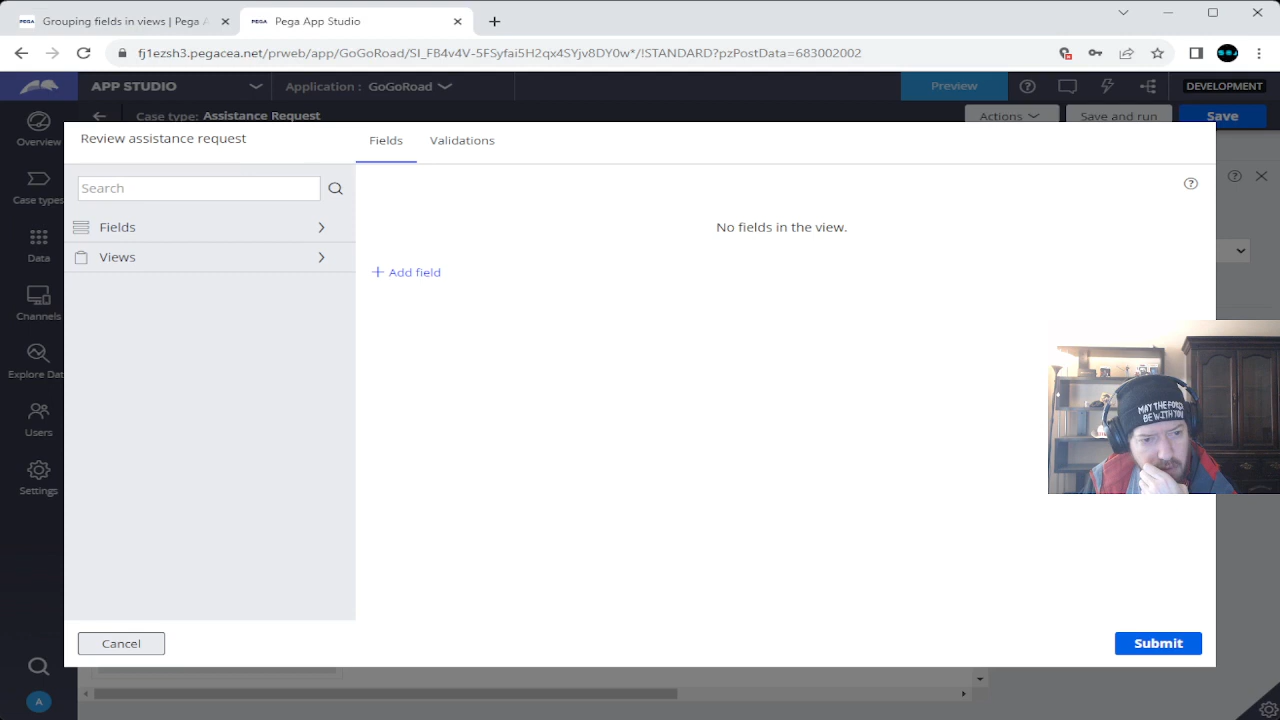 Grouping fields in views | Pega A
Pega App Studio
fj1ezsh3.pegacea.net/prweb/app/GoGoRoad/SI_FB4v4V-5FSyfai5H2qx4SYjv8DY0w*/!STANDARD?pzPostData=683002002
APP STUDIO
Application : GoGoRoad
Preview
DEVELOPMENT
Overview
Case type: Assistance Request
Actions
Save and run
Save
Review assistance request
Fields
Validations
Search
Fields
Views
No fields in the view.
+ Add field
Case types
Data
Channels
Explore Dat
Users
Settings
MAY THE FORCE
BE WITH YOU
Cancel
Submit
A